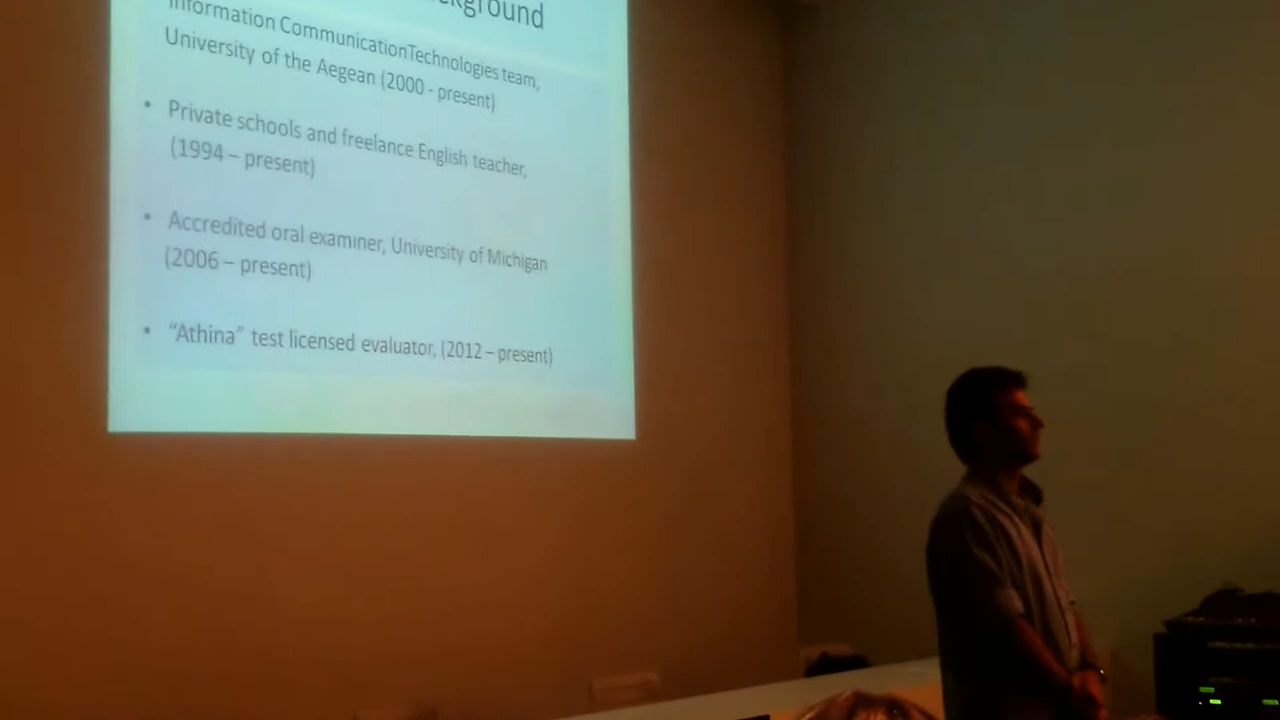 Information CommunicationTechnologies team,
University of the Aegean (2000 - present)
• Private schools and freelance English teacher,
(1994 – present)
• Accredited oral examiner, University of Michigan
(2006 – present)
• “Athina” test licensed evaluator, (2012 – present)